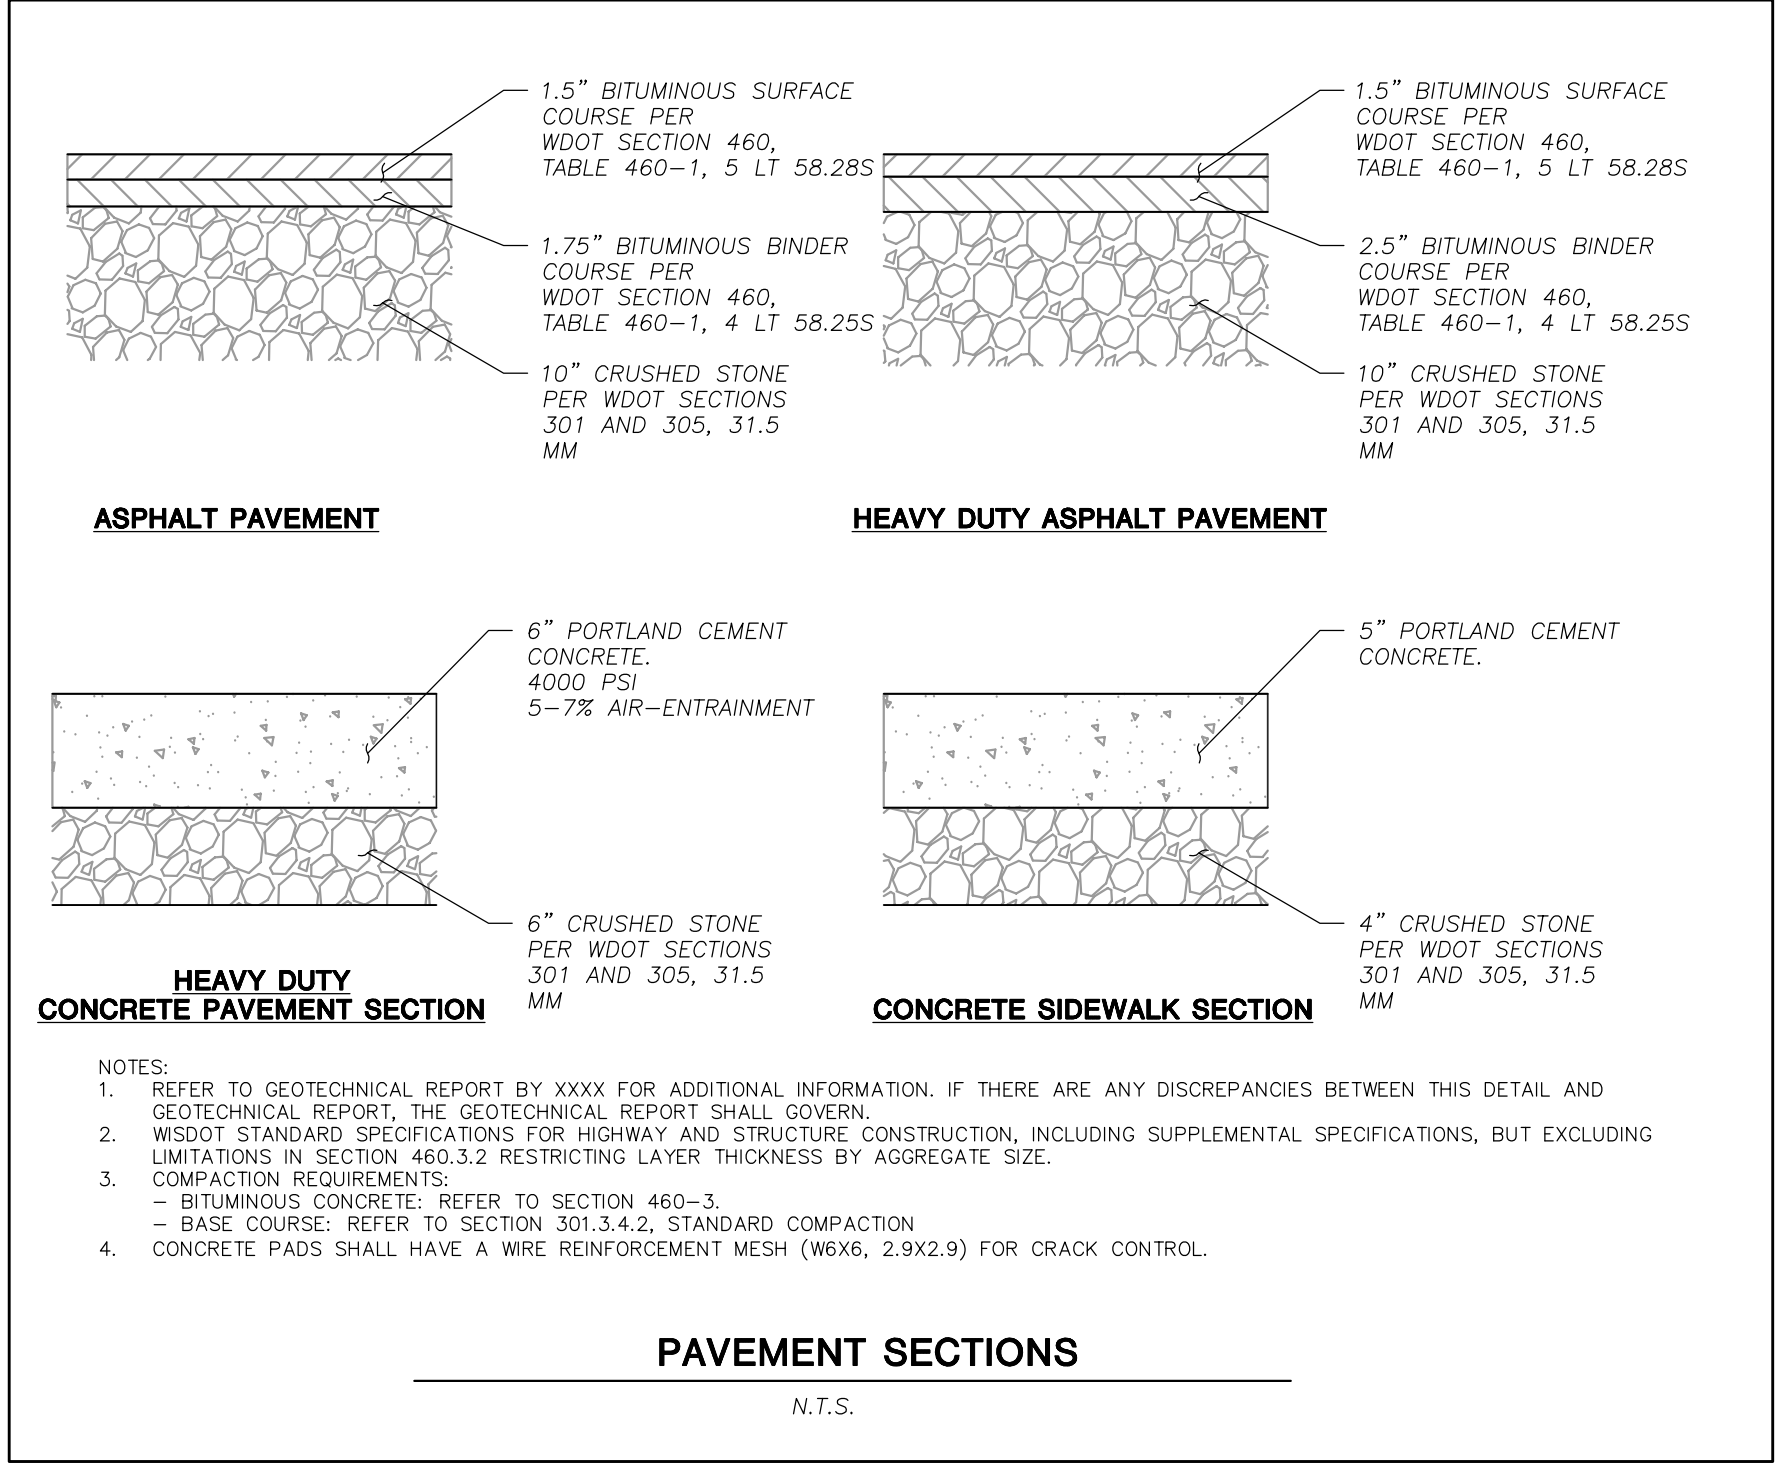 1.5” BITUMINOUS SURFACE
COURSE PER
WDOT SECTION 460,
TABLE 460-1, 5 LT 58.28S
1.75” BITUMINOUS BINDER
COURSE PER
WDOT SECTION 460,
TABLE 460-1, 4 LT 58.25S
10” CRUSHED STONE
PER WDOT SECTIONS
301 AND 305, 31.5
MM
ASPHALT PAVEMENT
1.5” BITUMINOUS SURFACE
COURSE PER
WDOT SECTION 460,
TABLE 460-1, 5 LT 58.28S
2.5” BITUMINOUS BINDER
COURSE PER
WDOT SECTION 460,
TABLE 460-1, 4 LT 58.25S
10” CRUSHED STONE
PER WDOT SECTIONS
301 AND 305, 31.5
MM
HEAVY DUTY ASPHALT PAVEMENT
6” PORTLAND CEMENT
CONCRETE.
4000 PSI
5-7% AIR-ENTRAINMENT
6” CRUSHED STONE
PER WDOT SECTIONS
301 AND 305, 31.5
MM
HEAVY DUTY
CONCRETE PAVEMENT SECTION
5” PORTLAND CEMENT
CONCRETE.
4” CRUSHED STONE
PER WDOT SECTIONS
301 AND 305, 31.5
MM
CONCRETE SIDEWALK SECTION
NOTES:
1. REFER TO GEOTECHNICAL REPORT BY XXXX FOR ADDITIONAL INFORMATION. IF THERE ARE ANY DISCREPANCIES BETWEEN THIS DETAIL AND
GEOTECHNICAL REPORT, THE GEOTECHNICAL REPORT SHALL GOVERN.
2. WISDOT STANDARD SPECIFICATIONS FOR HIGHWAY AND STRUCTURE CONSTRUCTION, INCLUDING SUPPLEMENTAL SPECIFICATIONS, BUT EXCLUDING
LIMITATIONS IN SECTION 460.3.2 RESTRICTING LAYER THICKNESS BY AGGREGATE SIZE.
3. COMPACTION REQUIREMENTS:
- BITUMINOUS CONCRETE: REFER TO SECTION 460-3.
- BASE COURSE: REFER TO SECTION 301.3.4.2, STANDARD COMPACTION
4. CONCRETE PADS SHALL HAVE A WIRE REINFORCEMENT MESH (W6X6, 2.9X2.9) FOR CRACK CONTROL.
PAVEMENT SECTIONS
N.T.S.